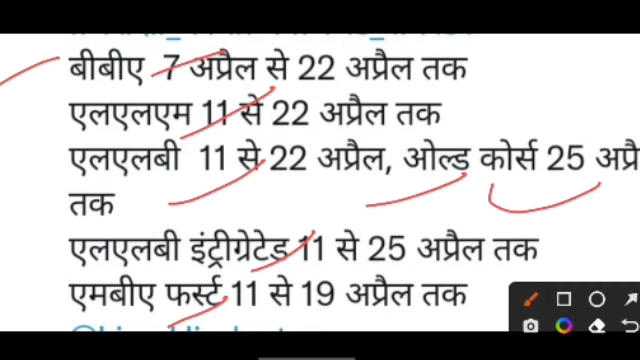 बीबीए 7 अप्रैल से 22 अप्रैल तक
एलएलएम 11 से 22 अप्रैल तक
एलएलबी 11 से 22 अप्रैल, ओल्ड कोर्स 25
तक
एलएलबी इंट्रीग्रेटेड 11 से 25 अप्रैल तक
एमबीए फर्स्ट 11 से 19 अप्रैल तक